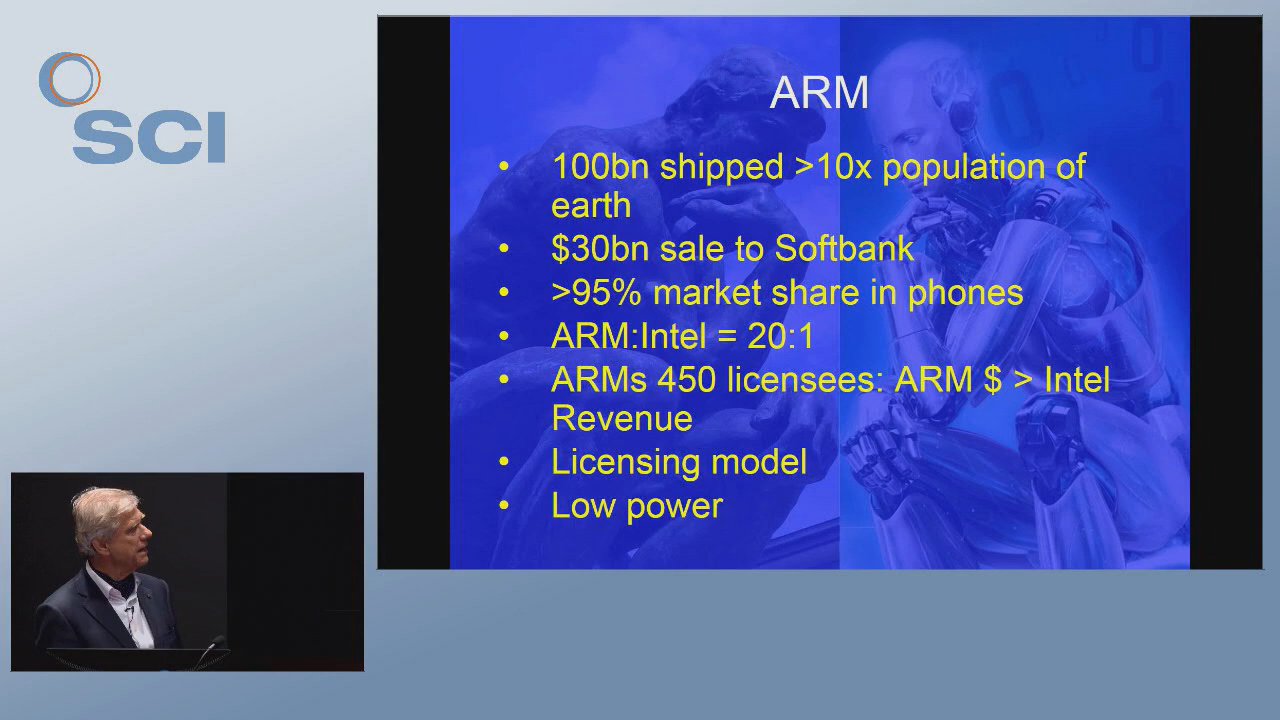 SCI
ARM
• 100bn shipped >10x population of
earth
• $30bn sale to Softbank
• >95% market share in phones
• ARM:Intel = 20:1
• ARMs 450 licensees: ARM $ > Intel
Revenue
• Licensing model
• Low power